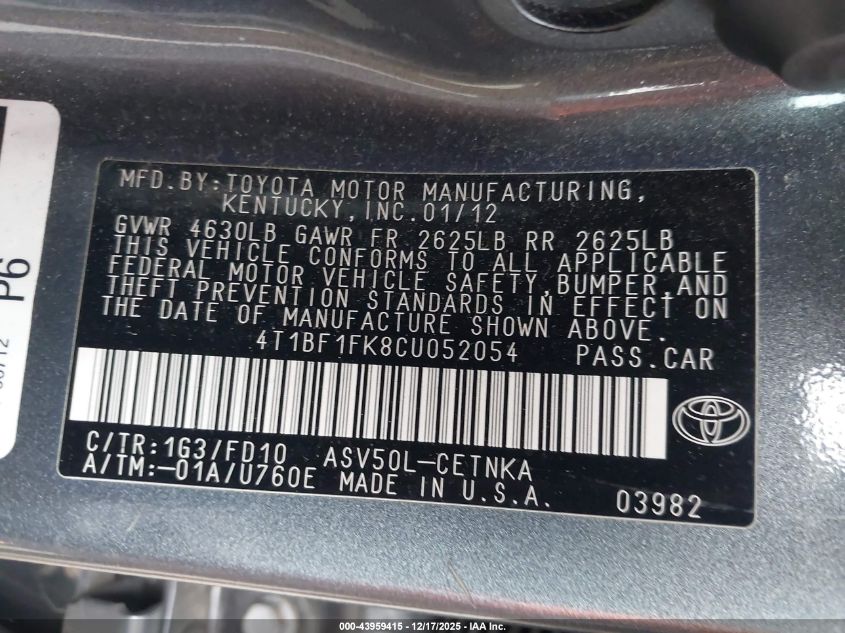 MFD.BY:TOYOTA MOTOR MANUFACTURING,
KENTUCKY, INC. 01/12
GVWR 4630LB GAWR FR 2625LB RR 2625LB
THIS VEHICLE CONFORMS TO ALL APPLICABLE
FEDERAL MOTOR VEHICLE SAFETY, BUMPER, AND
THEFT PREVENTION STANDARDS IN EFFECT ON
THE DATE OF MANUFACTURE SHOWN ABOVE.
4T1BF1FK8CU052054 PASS.CAR
C/TR:1G3/FD10 ASV50L-CETNKA
A/TM:-01A/U760E MADE IN U.S.A. 03982
P6
000-43959415 - 12/17/2025 - IAA Inc.